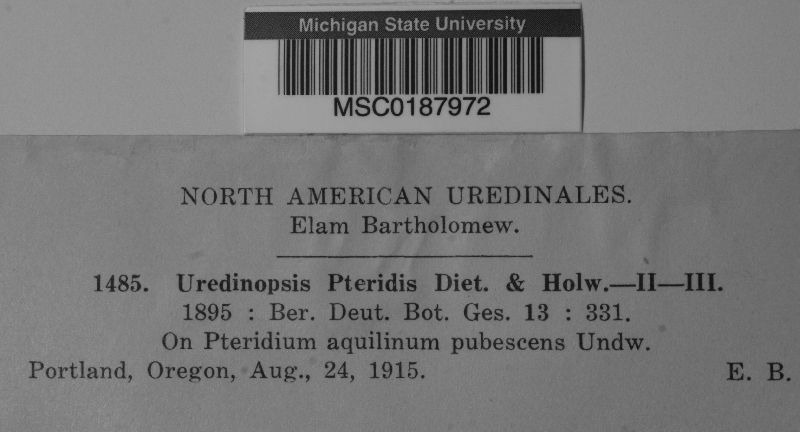 Michigan State University
MSC0187972
NORTH AMERICAN UREDINALES.
Elam Bartholomew.
1485. Uredinopsis Pteridis Diet. & Holw.—II—III.
1895 : Ber. Deut. Bot. Ges. 13 : 331.
On Pteridium aquilinum pubescens Undw.
Portland, Oregon, Aug., 24, 1915. E. B.